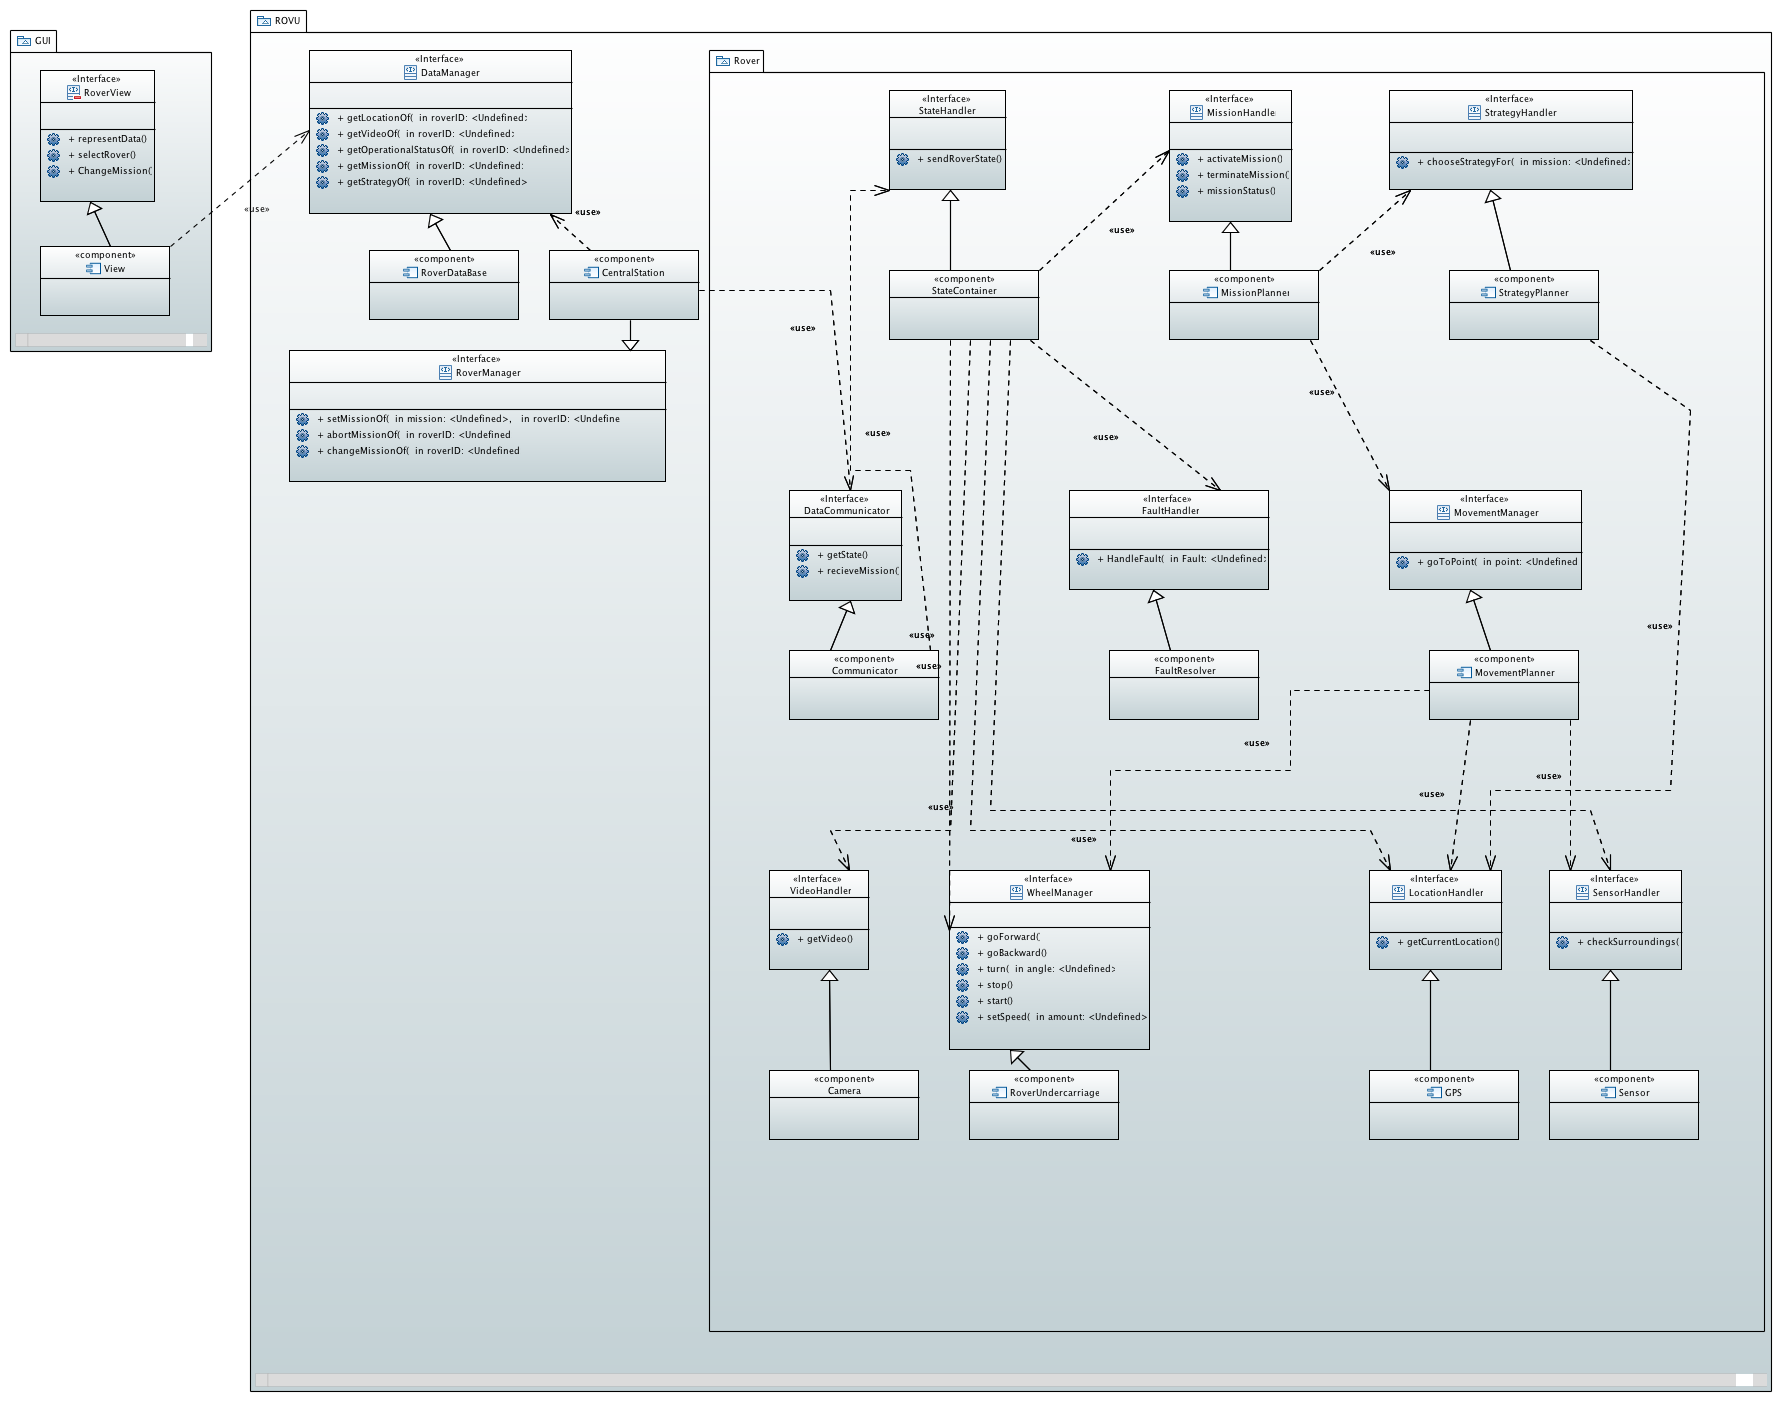 GUI
«Interface»
RoverView
+ representData()
+ selectRover()
+ ChangeMission(
«component»
View
«use»
ROVU
«Interface»
DataManager
+ getLocationOf( in roverID: <Undefined>
+ getVideoOf( in roverID: <Undefined>
+ getOperationalStatusOf( in roverID: <Undefined>
+ getMissionOf( in roverID: <Undefined:
+ getStrategyOf( in roverID: <Undefined>
«use»
«component»
RoverDataBase
«component»
CentralStation
«Interface»
RoverManager
+ setMissionOf( in mission: <Undefined>, in roverID: <Undefine
+ abortMissionOf( in roverID: <Undefined
+ changeMissionOf( in roverID: <Undefined
Rover
«Interface»
StateHandler
+ sendRoverState()
«Interface»
MissionHandle
+ activateMission()
+ terminateMission(
+ missionStatus()
«Interface»
StrategyHandler
+ chooseStrategyFor( in mission: <Undefined>
«use»
«use»
«component»
StateContainer
«component»
MissionPlanner
«component»
StrategyPlanner
«use»
«use»
«use»
«use»
«Interface»
DataCommunicator
+ getState()
+ recieveMission(
«Interface»
FaultHandler
+ HandleFault( in Fault: <Undefined>
«Interface»
MovementManager
+ goToPoint( in point: <Undefined
«use»
«use»
«use»
«component»
Communicator
«component»
FaultResolver
«component»
MovementPlanner
«use»
«use»
«use»
«use»
«use»
«Interface»
VideoHandler
+ getVideo()
«Interface»
WheelManager
+ goForward(
+ goBackward()
+ turn( in angle: <Undefined>
+ stop()
+ start()
+ setSpeed( in amount: <Undefined>
«Interface»
LocationHandler
+ getCurrentLocation()
«Interface»
SensorHandler
+ checkSurroundings(
«component»
Camera
«component»
RoverUndercarriage
«component»
GPS
«component»
Sensor